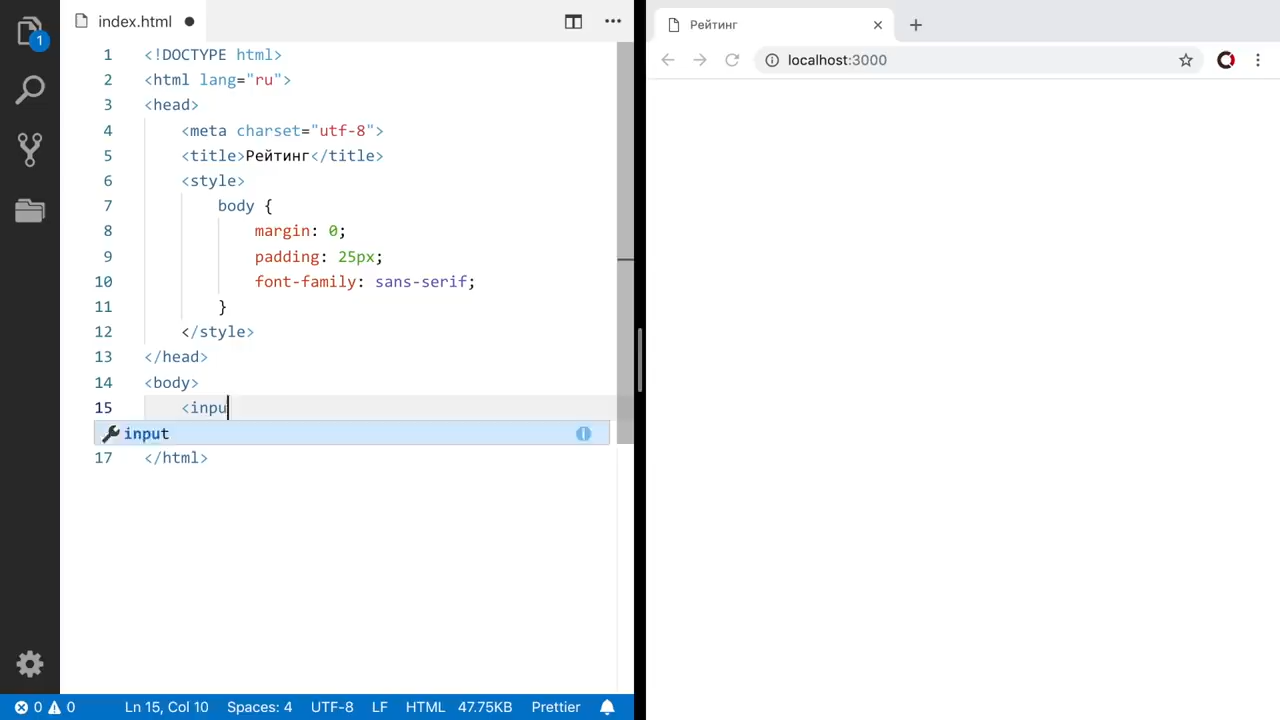 1
index.html
1 <!DOCTYPE html>
2 <html lang="ru">
3 <head>
4 <meta charset="utf-8">
5 <title>Рейтинг</title>
6 <style>
7 body {
8 margin: 0;
9 padding: 25px;
10 font-family: sans-serif;
11 }
12 </style>
13 </head>
14 <body>
15 <inpu
input
17 </html>
0 0 Ln 15, Col 10 Spaces: 4 UTF-8 LF HTML 47.75KB Prettier
Рейтинг
localhost:3000